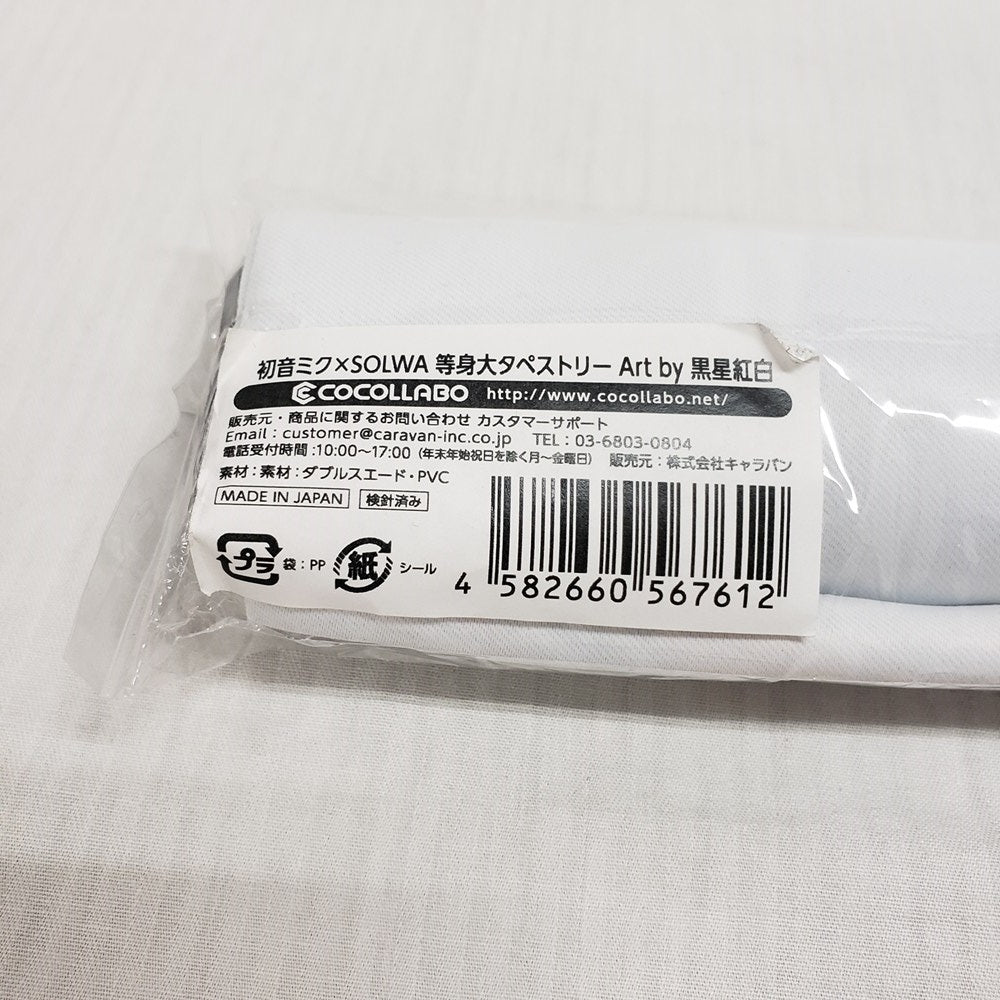 初音ミク×SOLWA 等身大タペストリー Art by 黒星紅白
COCOLLABO http://www.cocollabo.net/
販売元・商品に関するお問い合わせ カスタマーサポート
Email：customer@caravan-inc.co.jp TEL：03-6803-0804
電話受付時間：10:00～17:00（年末年始祝日を除く月～金曜日） 販売元：株式会社キャラバン
素材：素材：ダブルスエード・PVC
MADE IN JAPAN 検針済み
プラ 袋：PP 紙 シール
4 582660 567612